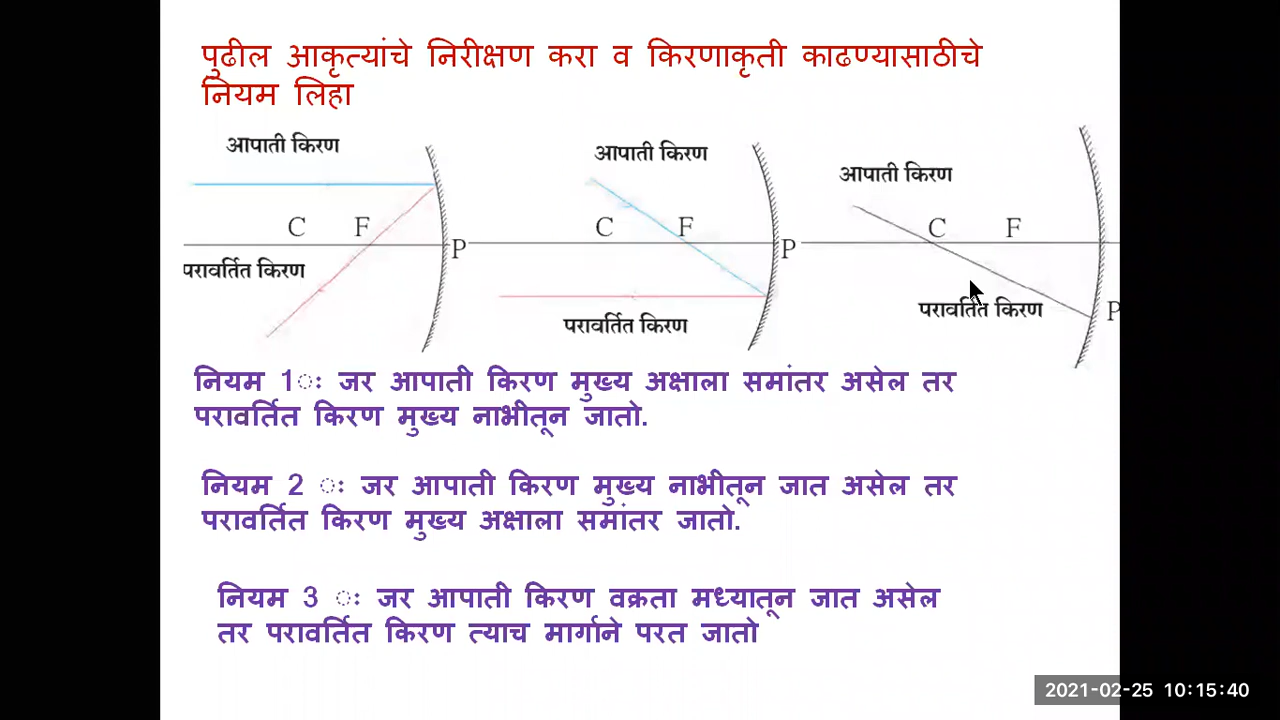 पुढील आकृत्यांचे निरीक्षण करा व किरणाकृती काढण्यासाठीचे
नियम लिहा
आपाती किरण
C F
P
परावर्तित किरण
आपाती किरण
C F
P
परावर्तित किरण
आपाती किरण
C F
परावर्तित किरण
P
नियम 1ः जर आपाती किरण मुख्य अक्षाला समांतर असेल तर
परावर्तित किरण मुख्य नाभीतून जातो.
नियम 2 ः जर आपाती किरण मुख्य नाभीतून जात असेल तर
परावर्तित किरण मुख्य अक्षाला समांतर जातो.
नियम 3 ः जर आपाती किरण वक्रता मध्यातून जात असेल
तर परावर्तित किरण त्याच मार्गाने परत जातो
2021-02-25 10:15:40